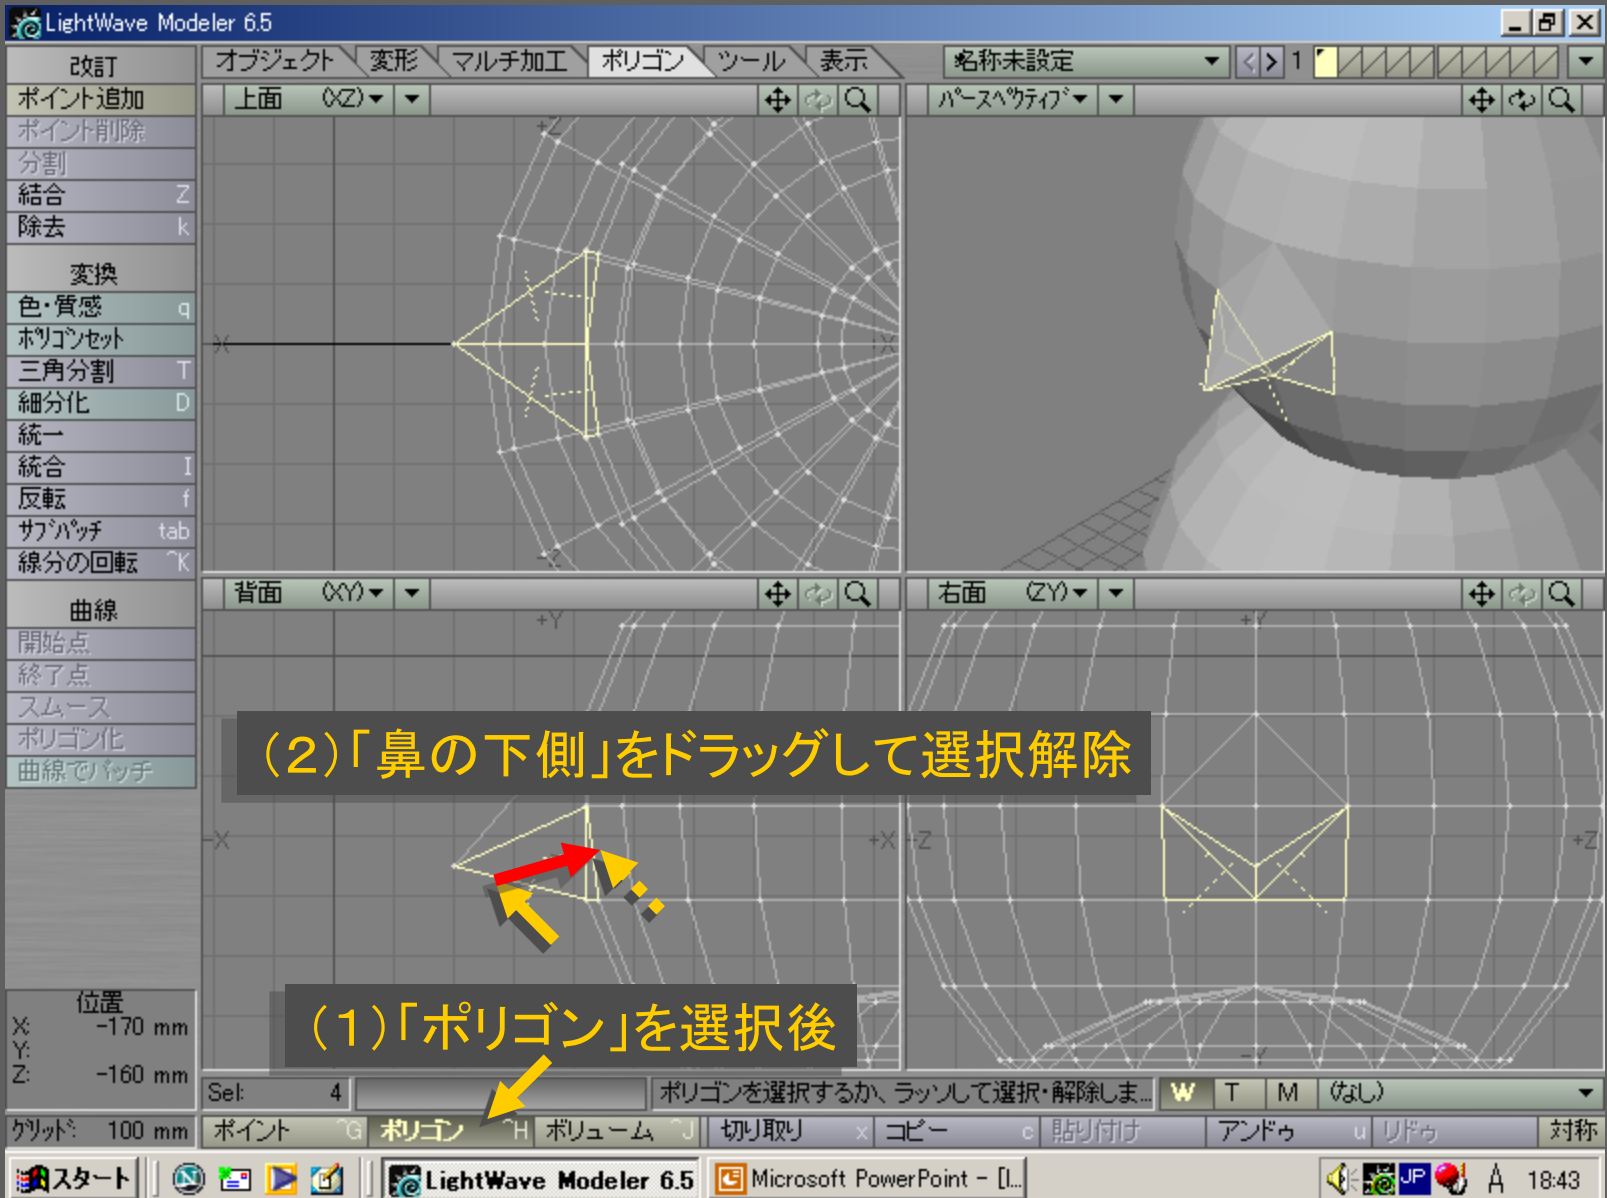 LightWave Modeler 6.5
改訂
オブジェクト 変形 マルチ加工 ポリゴン ツール 表示 名称未設定 < > 1
ポイント追加
上面 (XZ)
パースペクティブ
ポイント削除
分割
結合 Z
除去 k
変換
色・質感 q
ポリゴンセット
三角分割 T
細分化 D
統一
統合 I
反転 f
サブパッチ tab
線分の回転 ^K
+Z
-X
+X
-Z
背面 (XY)
右面 (ZY)
曲線
開始点
終了点
スムース
ポリゴン化
曲線でパッチ
+Y
+Y
(2)「鼻の下側」をドラッグして選択解除
-X
+X
-Z
+Z
(1)「ポリゴン」を選択後
-Y
位置
X: -170 mm
Y:
Z: -160 mm
Sel: 4
ポリゴンを選択するか、ラッソして選択・解除しま... W T M (なし)
グリッド: 100 mm
ポイント ^G ポリゴン ^H ボリューム ^J 切り取り x コピー c 貼り付け アンドゥ u リドゥ 対称
スタート LightWave Modeler 6.5 Microsoft PowerPoint - [l... JP A 18:43